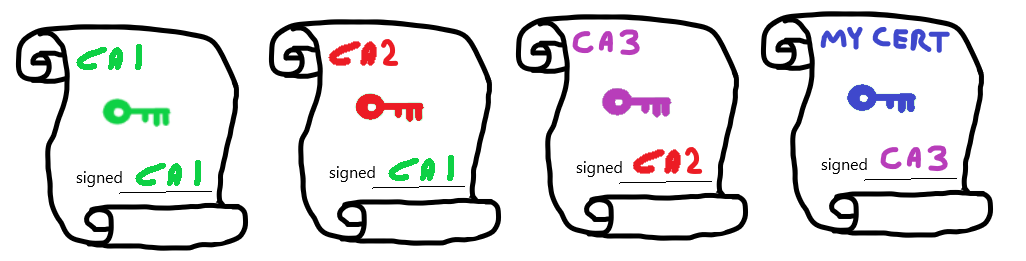 CA1
signed CA1
CA2
signed CA1
CA3
signed CA2
MY CERT
signed CA3